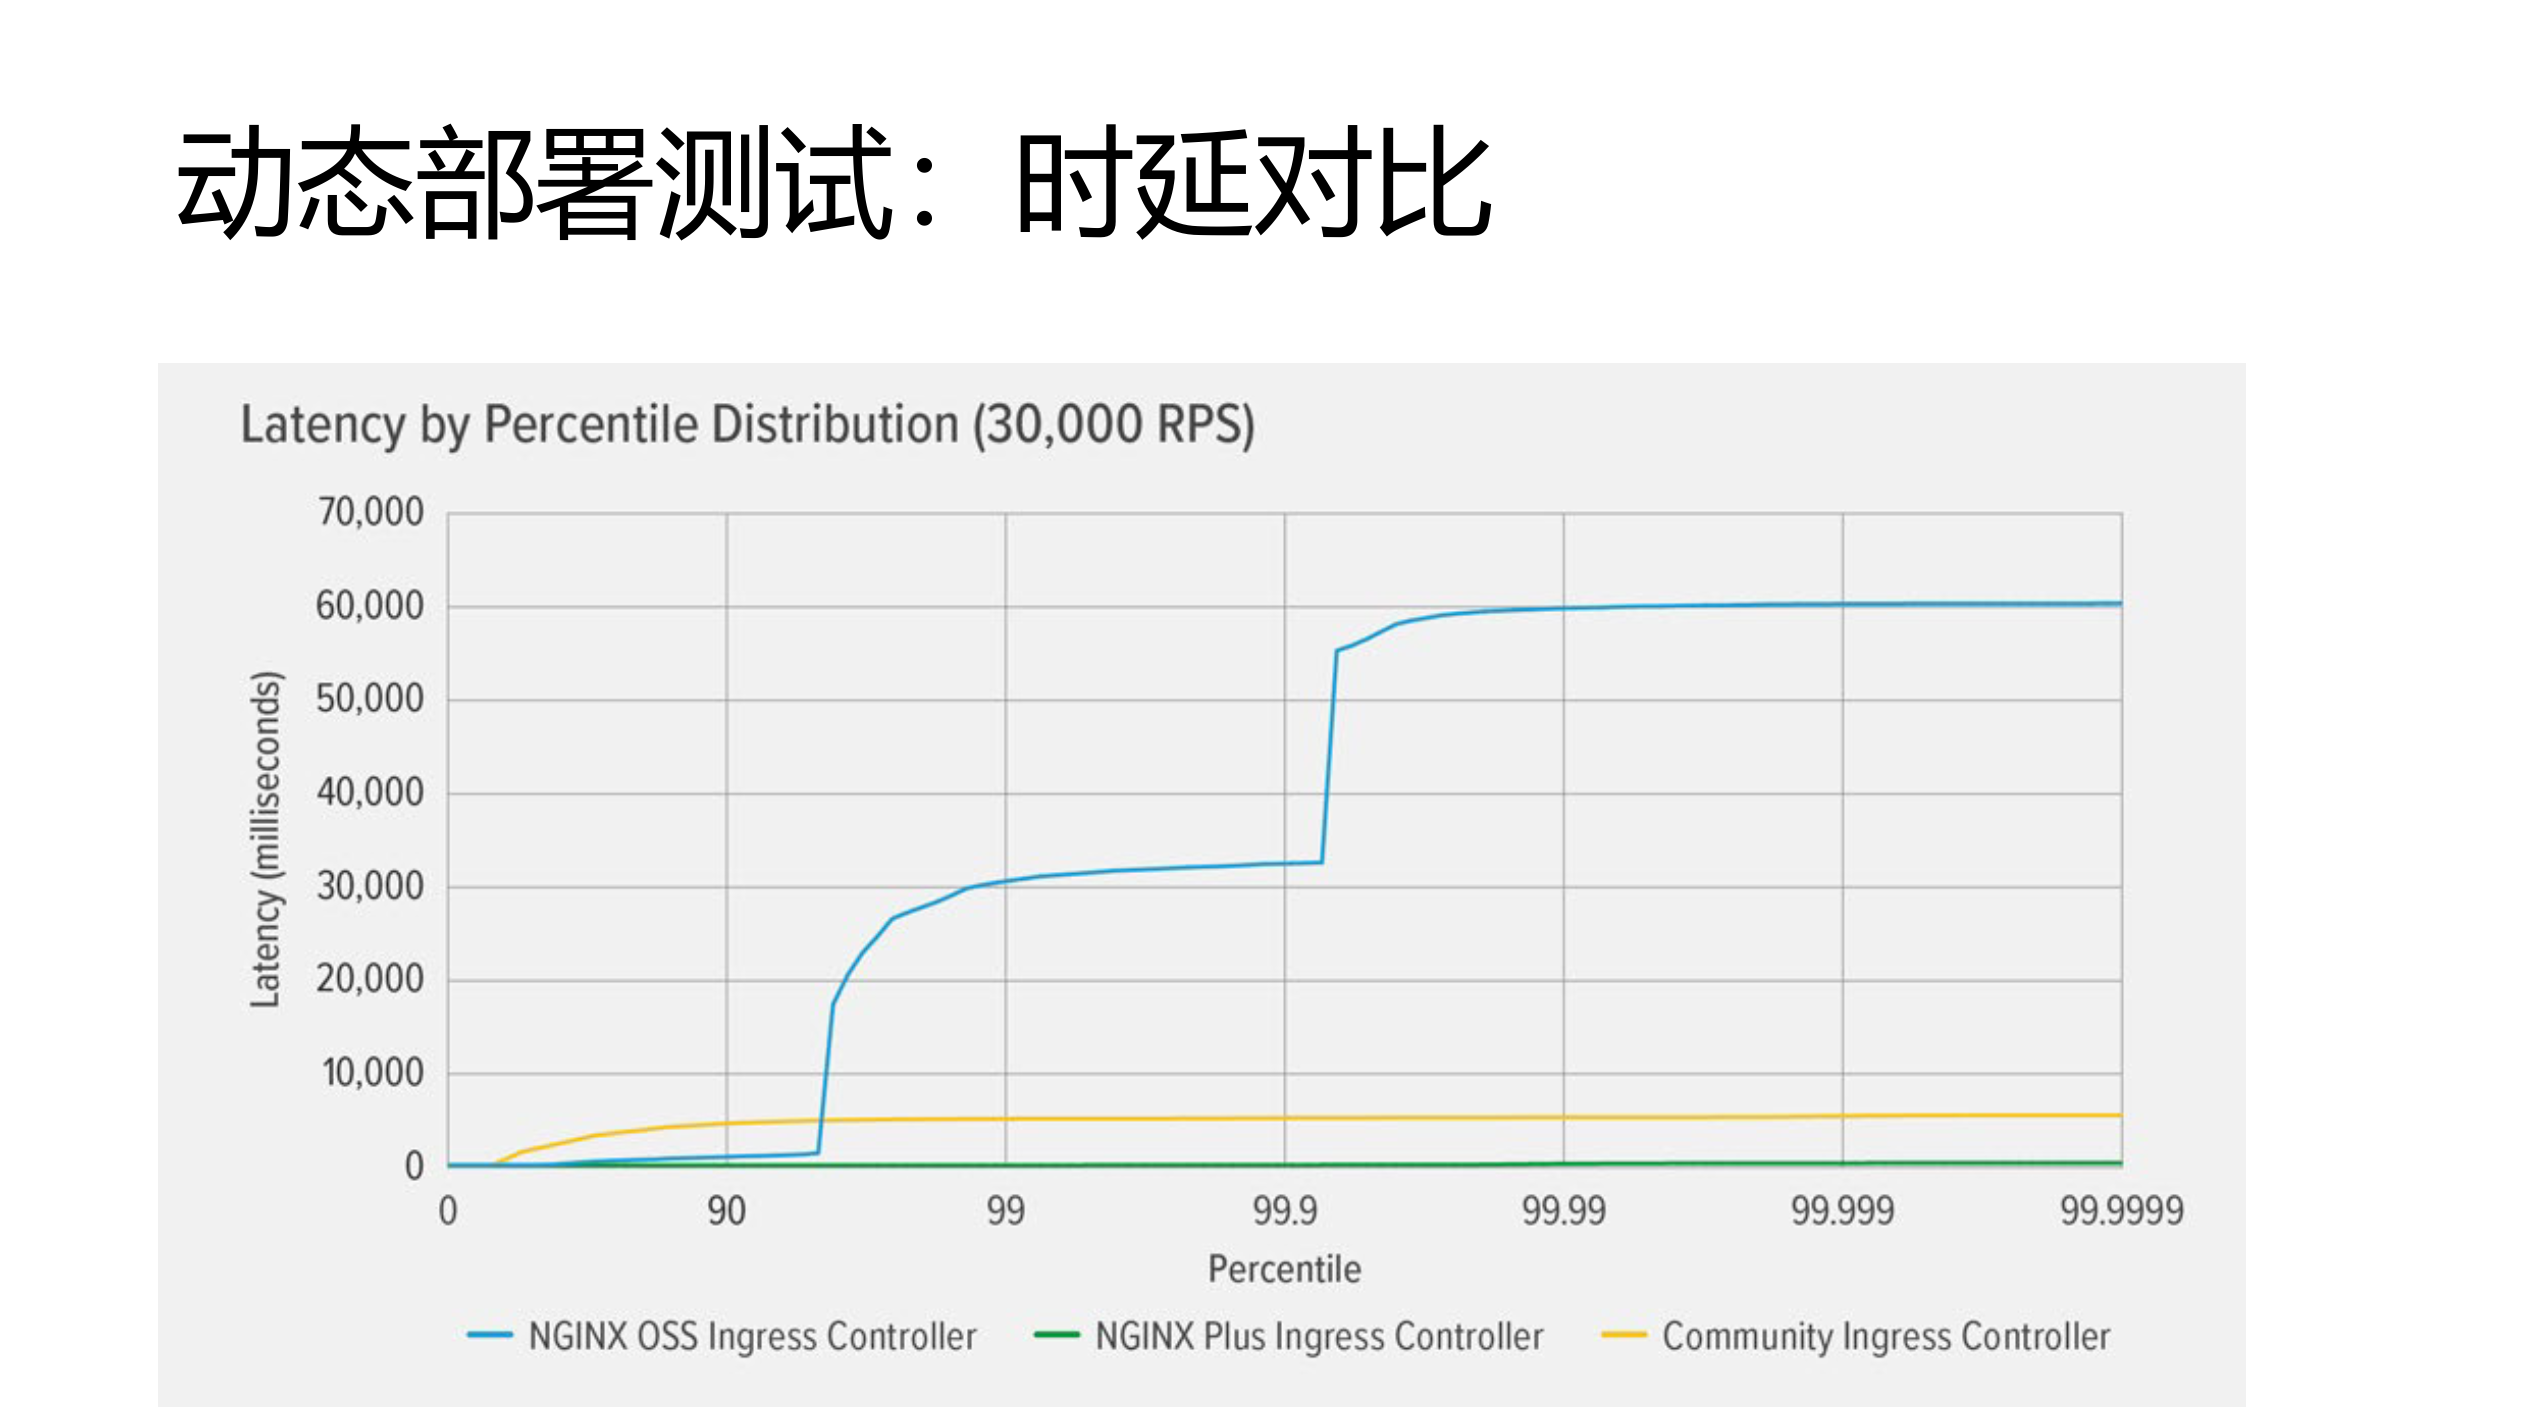 动态部署测试：时延对比
Latency by Percentile Distribution (30,000 RPS)
Latency (milliseconds)
70,000
60,000
50,000
40,000
30,000
20,000
10,000
0
0 90 99 99.9 99.99 99.999 99.9999
Percentile
NGINX OSS Ingress Controller NGINX Plus Ingress Controller Community Ingress Controller